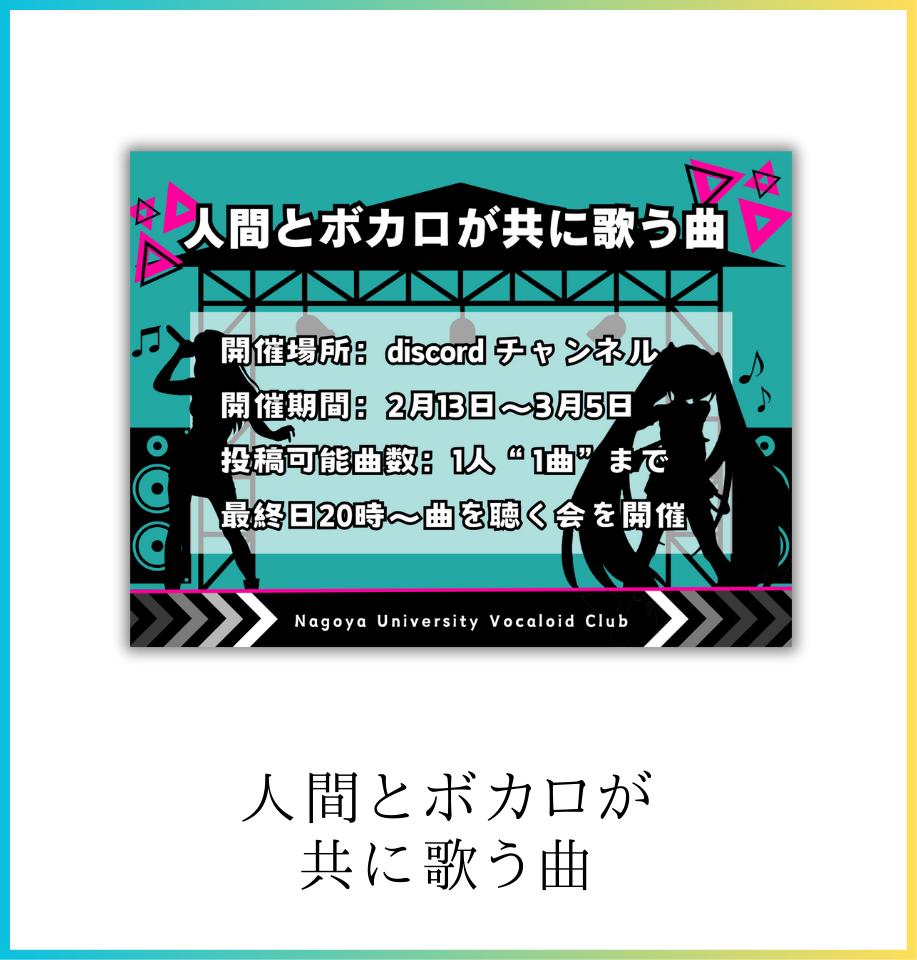 人間とボカロが共に歌う曲
開催場所：discord チャンネル
開催期間：2月13日～3月5日
投稿可能曲数：1人“1曲”まで
最終日20時～曲を聴く会を開催
Nagoya University Vocaloid Club
人間とボカロが
共に歌う曲